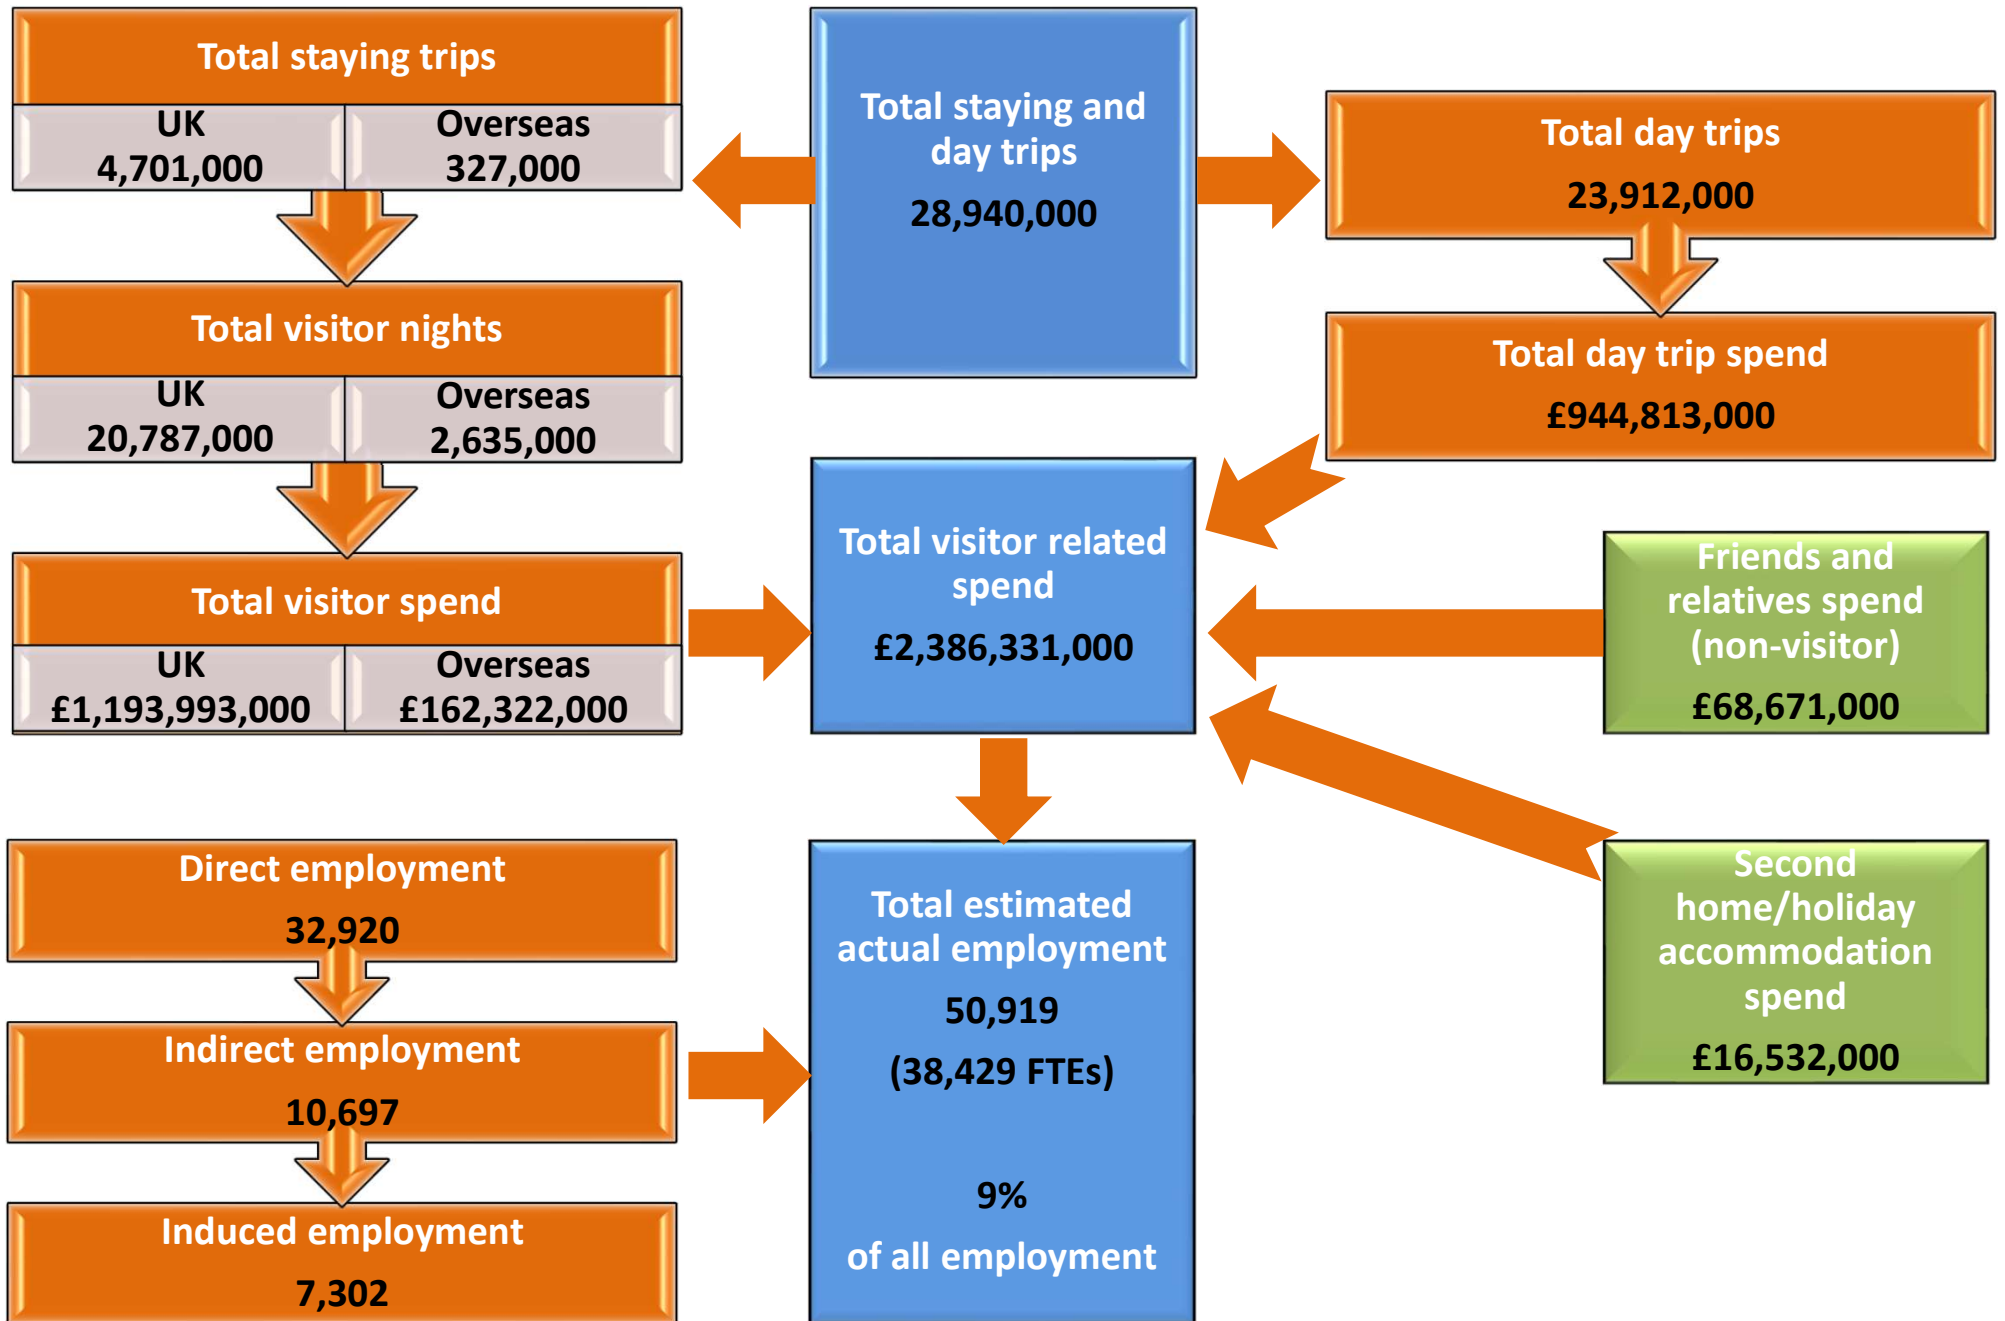 Total staying trips
UK
4,701,000
Overseas
327,000
Total visitor nights
UK
20,787,000
Overseas
2,635,000
Total visitor spend
UK
£1,193,993,000
Overseas
£162,322,000
Direct employment
32,920
Indirect employment
10,697
Induced employment
7,302
Total staying and
day trips
28,940,000
Total visitor related
spend
£2,386,331,000
Total estimated
actual employment
50,919
(38,429 FTEs)
9%
of all employment
Total day trips
23,912,000
Total day trip spend
£944,813,000
Friends and
relatives spend
(non-visitor)
£68,671,000
Second
home/holiday
accommodation
spend
£16,532,000